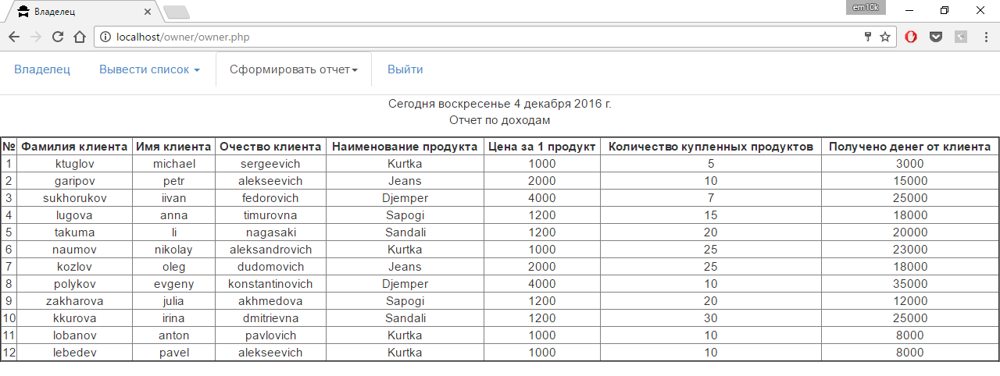 Владелец
em10k
localhost/owner/owner.php
Владелец Вывести список Сформировать отчет Выйти
Сегодня воскресенье 4 декабря 2016 г.
Отчет по доходам
№ Фамилия клиента Имя клиента Очество клиента Наименование продукта Цена за 1 продукт Количество купленных продуктов Получено денег от клиента
1 ktuglov michael sergeevich Kurtka 1000 5 3000
2 garipov petr alekseevich Jeans 2000 10 15000
3 sukhorukov iivan fedorovich Djemper 4000 7 25000
4 lugova anna timurovna Sapogi 1200 15 18000
5 takuma li nagasaki Sandali 1200 20 20000
6 naumov nikolay aleksandrovich Kurtka 1000 25 23000
7 kozlov oleg dudomovich Jeans 2000 25 18000
8 polykov evgeny konstantinovich Djemper 4000 10 35000
9 zakharova julia akhmedova Sapogi 1200 20 12000
10 kkurova irina dmitrievna Sandali 1200 30 25000
11 lobanov anton pavlovich Kurtka 1000 10 8000
12 lebedev pavel alekseevich Kurtka 1000 10 8000